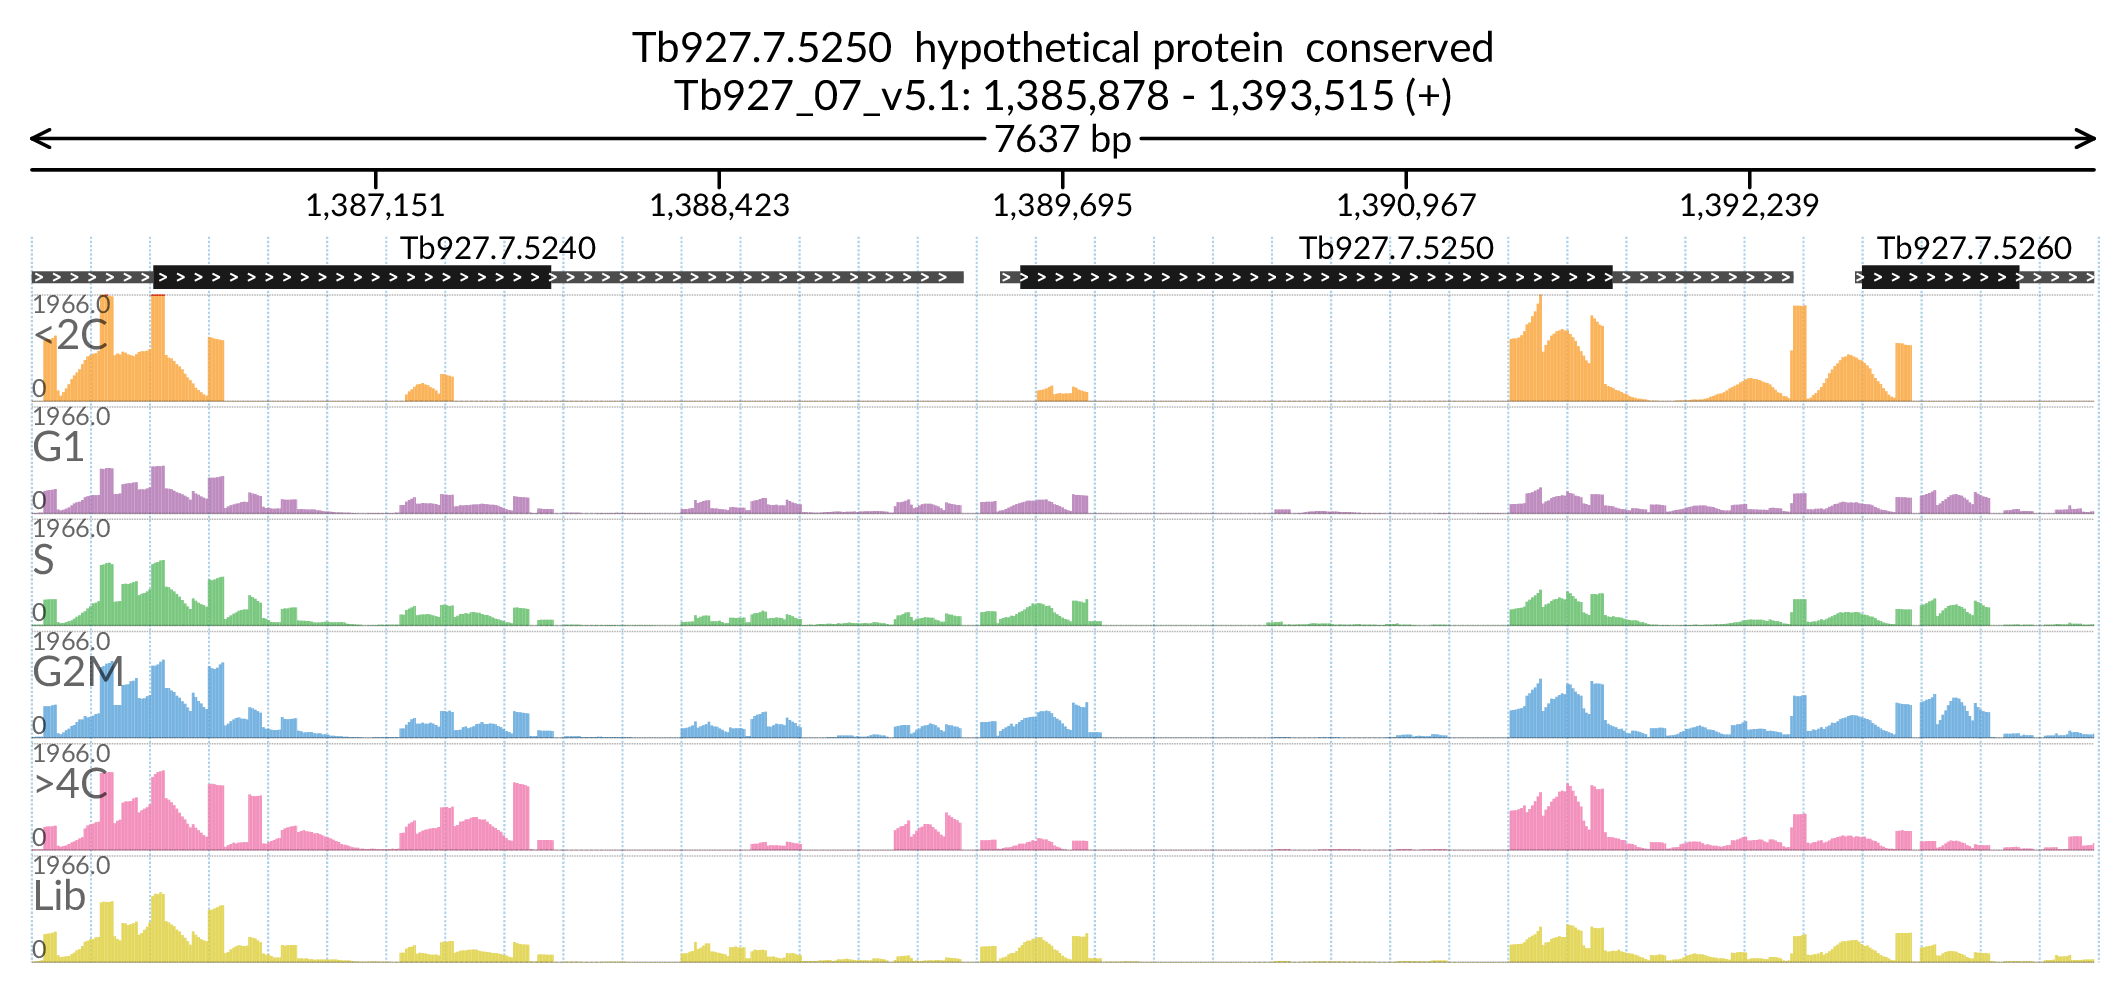 Tb927.7.5250  hypothetical protein  conserved
Tb927_07_v5.1: 1,385,878 - 1,393,515 (+)
7637 bp
1,387,151 1,388,423 1,389,695 1,390,967 1,392,239
Tb927.7.5240 Tb927.7.5250 Tb927.7.5260
1966.0
<2C
0
1966.0
G1
0
1966.0
S
0
1966.0
G2M
0
1966.0
>4C
0
1966.0
Lib
0